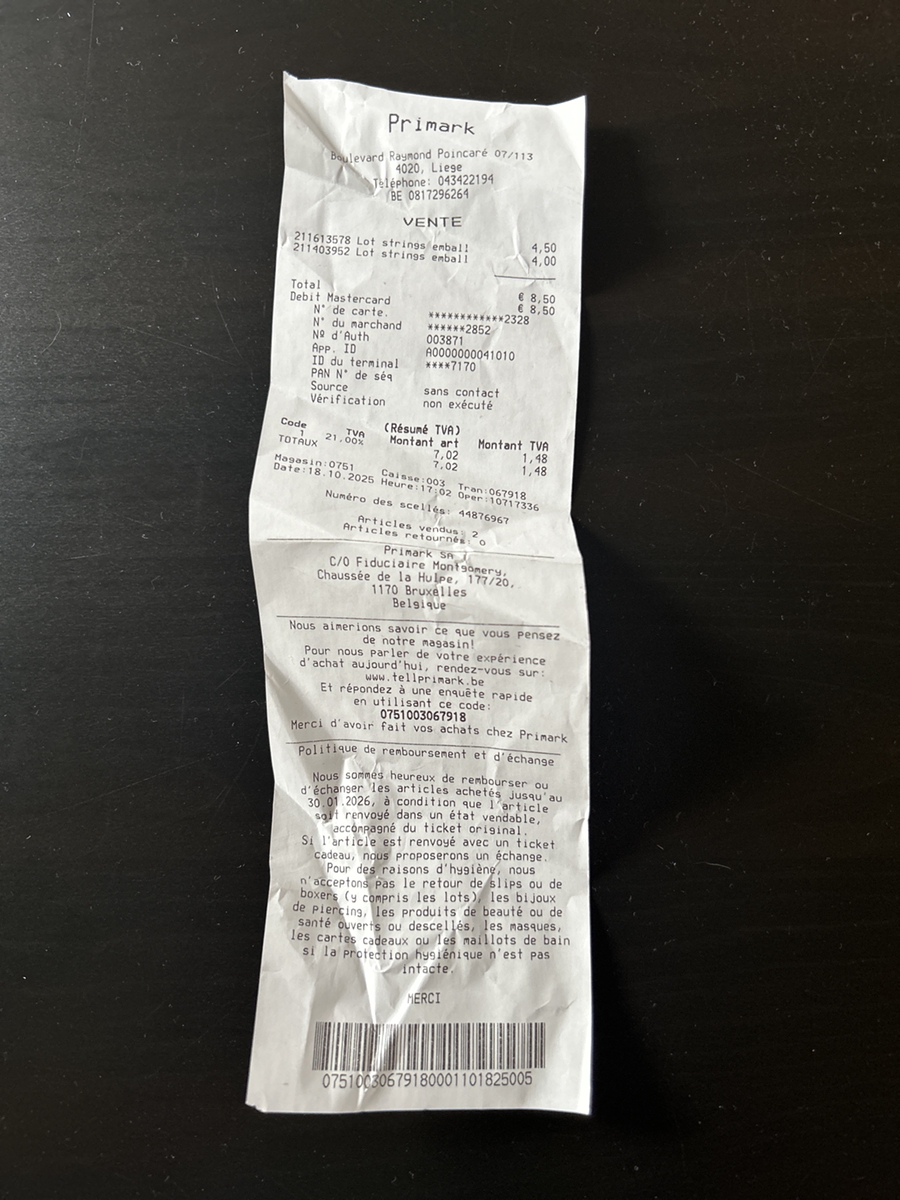 Primark
Boulevard Raymond Poincaré 07/113
4020, Liege
Téléphone: 043422194
BE 0817296264
VENTE
211613578 Lot strings emball 4,50
211403952 Lot strings emball 4,00
Total € 8,50
Debit Mastercard € 8,50
N° de carte. ************2328
N° du marchand ******2852
Nº d'Auth 003871
App. ID A0000000041010
ID du terminal ****7170
PAN N° de séq
Source sans contact
Vérification non exécuté
(Résumé TVA)
Code TVA Montant art Montant TVA
1 21.00% 7,02 1,48
TOTAUX 7,02 1,48
Magasin:0751 Caisse:003 Tran:067918
Date:18.10.2025 Heure:17:02 Oper:10717336
Numéro des scellés: 44876967
Articles vendus: 2
Articles retournés: 0
Primark SA
C/O Fiduciaire Montgomery,
Chaussée de la Hulpe, 177/20,
1170 Bruxelles
Belgique
Nous aimerions savoir ce que vous pensez
de notre magasin!
Pour nous parler de votre expérience
d'achat aujourd'hui, rendez-vous sur:
www.tellprimark.be
Et répondez à une enquête rapide
en utilisant ce code:
0751003067918
Merci d'avoir fait vos achats chez Primark
Politique de remboursement et d'échange
Nous sommes heureux de rembourser ou
d'échanger les articles achetés jusqu'au
30.01.2026, à condition que l'article
soit renvoyé dans un état vendable,
accompagné du ticket original.
Si l'article est renvoyé avec un ticket
cadeau, nous proposerons un échange.
Pour des raisons d'hygiène, nous
n'acceptons pas le retour de slips ou de
boxers (y compris les lots), les bijoux
de piercing, les produits de beauté ou de
santé ouverts ou descellés, les masques,
les cartes cadeaux ou les maillots de bain
si la protection hygiénique n'est pas
intacte.
MERCI
07510030679180001101825005